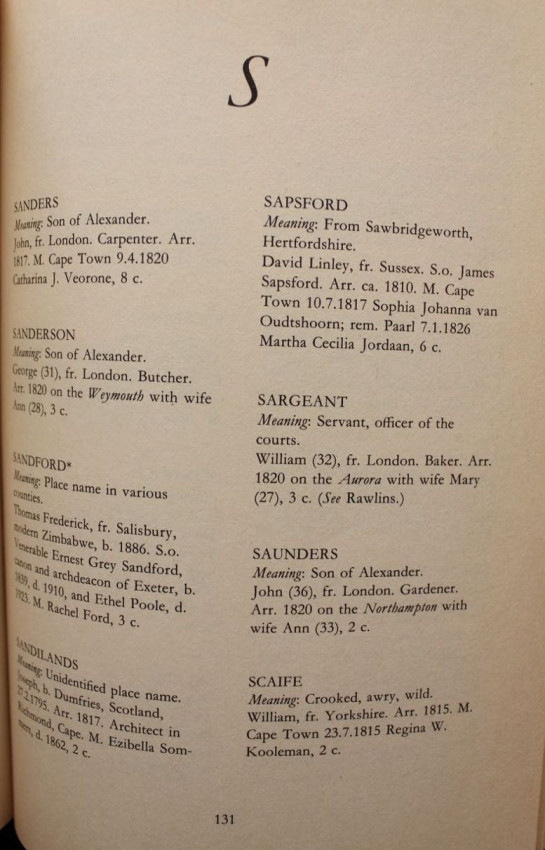 S
SANDERS
Meaning: Son of Alexander.
John, fr. London. Carpenter. Arr.
1817. M. Cape Town 9.4.1820
Catharina J. Veorone, 8 c.
SANDERSON
Meaning: Son of Alexander.
George (31), fr. London. Butcher.
Arr. 1820 on the Weymouth with wife
Ann (28), 3 c.
SANDFORD*
Meaning: Place name in various
counties.
Thomas Frederick, fr. Salisbury,
modern Zimbabwe, b. 1886. S.o.
Venerable Ernest Grey Sandford,
canon and archdeacon of Exeter, b.
1839, d. 1910, and Ethel Poole, d.
1923. M. Rachel Ford, 3 c.
SANDILANDS
Meaning: Unidentified place name.
Joseph, b. Dumfries, Scotland,
27.2.1795. Arr. 1817. Architect in
Richmond, Cape. M. Ezibella Som-
mers, d. 1862, 2 c.
SAPSFORD
Meaning: From Sawbridgeworth,
Hertfordshire.
David Linley, fr. Sussex. S.o. James
Sapsford. Arr. ca. 1810. M. Cape
Town 10.7.1817 Sophia Johanna van
Oudtshoorn; rem. Paarl 7.1.1826
Martha Cecilia Jordaan, 6 c.
SARGEANT
Meaning: Servant, officer of the
courts.
William (32), fr. London. Baker. Arr.
1820 on the Aurora with wife Mary
(27), 3 c. (See Rawlins.)
SAUNDERS
Meaning: Son of Alexander.
John (36), fr. London. Gardener.
Arr. 1820 on the Northampton with
wife Ann (33), 2 c.
SCAIFE
Meaning: Crooked, awry, wild.
William, fr. Yorkshire. Arr. 1815. M.
Cape Town 23.7.1815 Regina W.
Kooleman, 2 c.
131